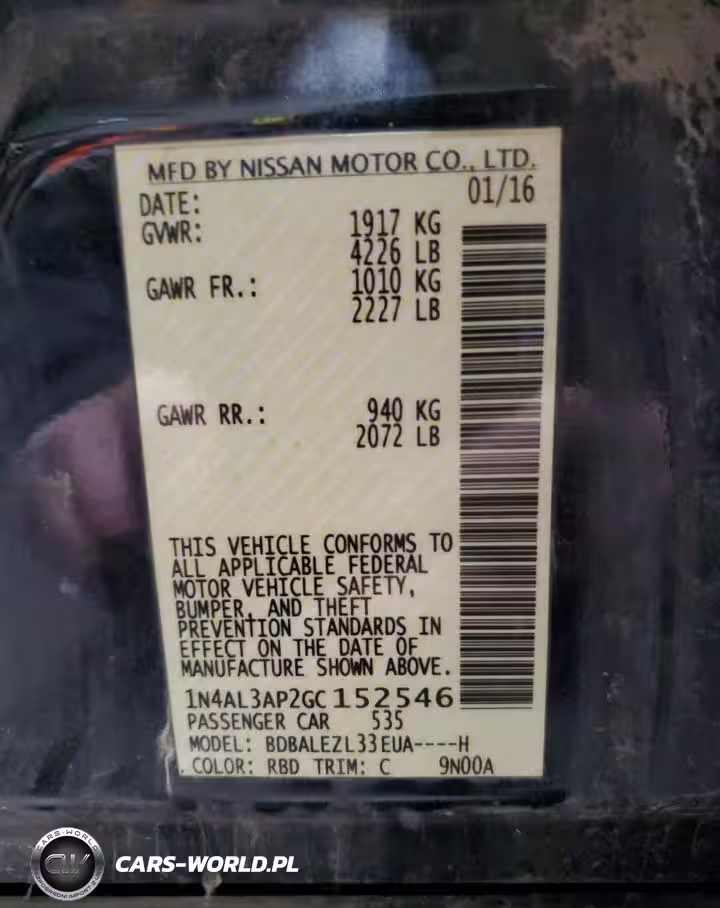 MFD BY NISSAN MOTOR CO., LTD.
DATE: 01/16
GVWR: 1917 KG
4226 LB
GAWR FR.: 1010 KG
2227 LB
GAWR RR.: 940 KG
2072 LB
THIS VEHICLE CONFORMS TO
ALL APPLICABLE FEDERAL
MOTOR VEHICLE SAFETY,
BUMPER, AND THEFT
PREVENTION STANDARDS IN
EFFECT ON THE DATE OF
MANUFACTURE SHOWN ABOVE.
1N4AL3AP2GC152546
PASSENGER CAR 535
MODEL: BDBALEZL33EUA----H
COLOR: RBD TRIM: C 9N00A
CARS-WORLD
CW
CARS-WORLD.PL